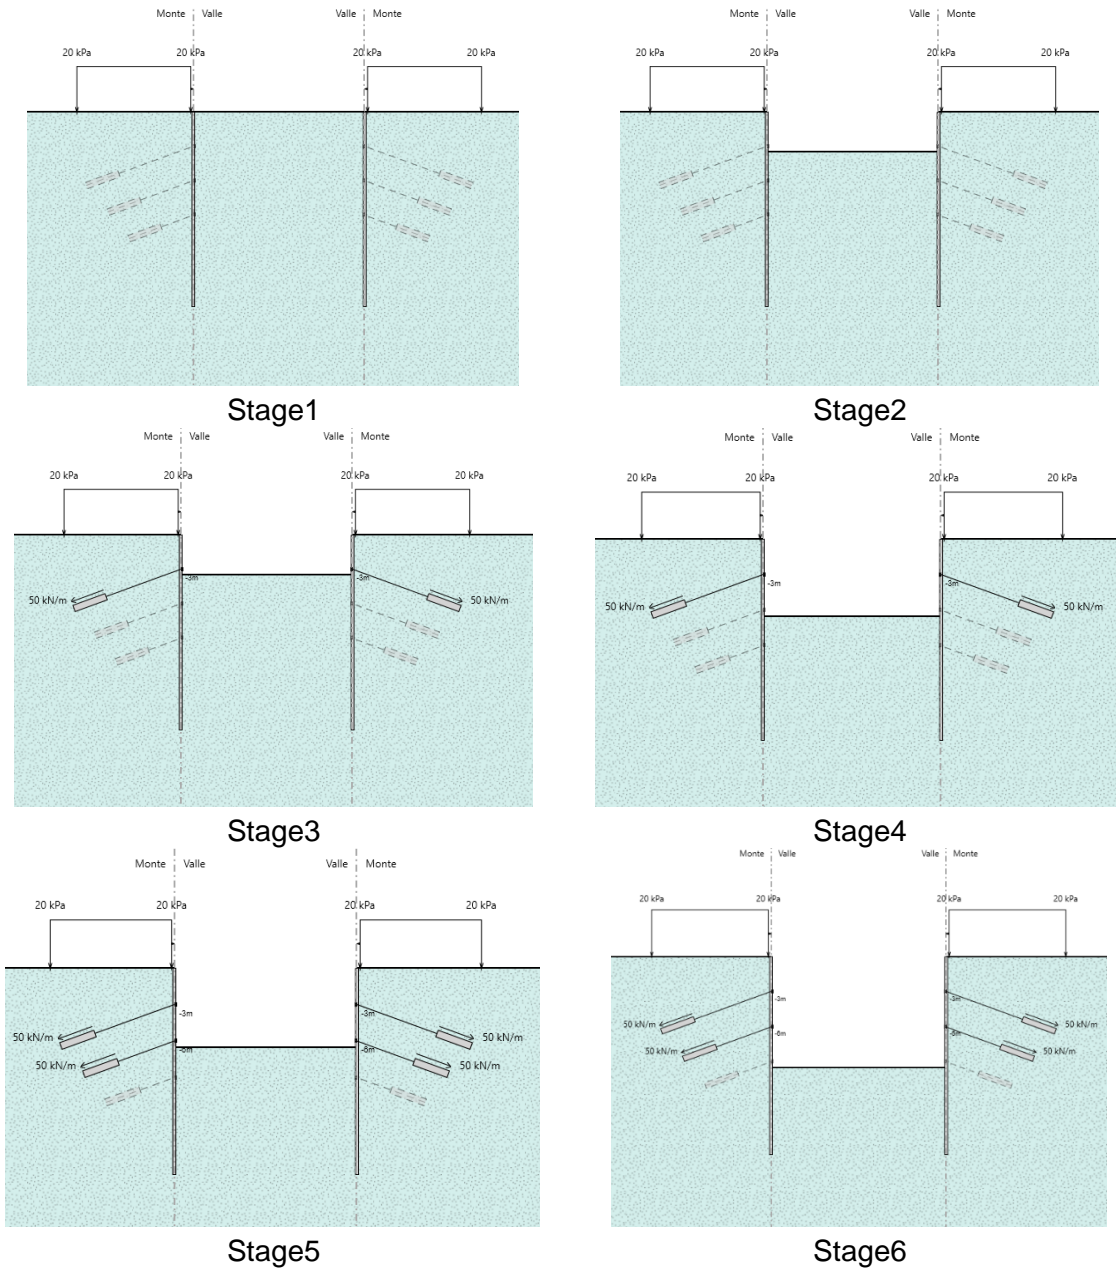 Monte Valle Valle Monte
20 kPa 20 kPa 20 kPa 20 kPa
Stage1
Monte Valle Valle Monte
20 kPa 20 kPa 20 kPa 20 kPa
Stage2
Monte Valle Valle Monte
20 kPa 20 kPa 20 kPa 20 kPa
-3m -3m
50 kN/m 50 kN/m
Stage3
Monte Valle Valle Monte
20 kPa 20 kPa 20 kPa 20 kPa
-3m -3m
50 kN/m 50 kN/m
Stage4
Monte Valle Valle Monte
20 kPa 20 kPa 20 kPa 20 kPa
-3m -3m
50 kN/m 50 kN/m
-6m -6m
50 kN/m 50 kN/m
Stage5
Monte Valle Valle Monte
20 kPa 20 kPa 20 kPa 20 kPa
-3m -3m
50 kN/m 50 kN/m
-6m -6m
50 kN/m 50 kN/m
Stage6